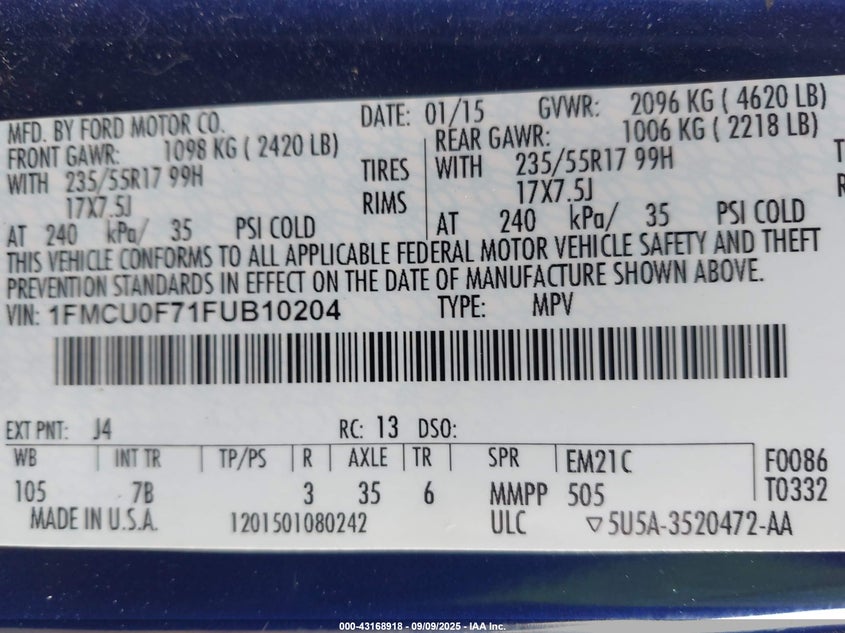 MFD. BY FORD MOTOR CO. DATE: 01/15 GVWR: 2096 KG ( 4620 LB)
FRONT GAWR: 1098 KG ( 2420 LB) REAR GAWR: 1006 KG ( 2218 LB)
WITH 235/55R17 99H TIRES WITH 235/55R17 99H T
17X7.5J RIMS 17X7.5J R
AT 240 kPa/ 35 PSI COLD AT 240 kPa/ 35 PSI COLD
THIS VEHICLE CONFORMS TO ALL APPLICABLE FEDERAL MOTOR VEHICLE SAFETY AND THEFT
PREVENTION STANDARDS IN EFFECT ON THE DATE OF MANUFACTURE SHOWN ABOVE.
VIN: 1FMCU0F71FUB10204 TYPE: MPV
EXT PNT: J4 RC: 13 DSO:
WB INT TR TP/PS R AXLE TR SPR EM21C F0086
105 7B 3 35 6 MMPP 505 T0332
MADE IN U.S.A. 1201501080242 ULC ▽5U5A-3520472-AA
000-43168918 - 09/09/2025 - IAA Inc.